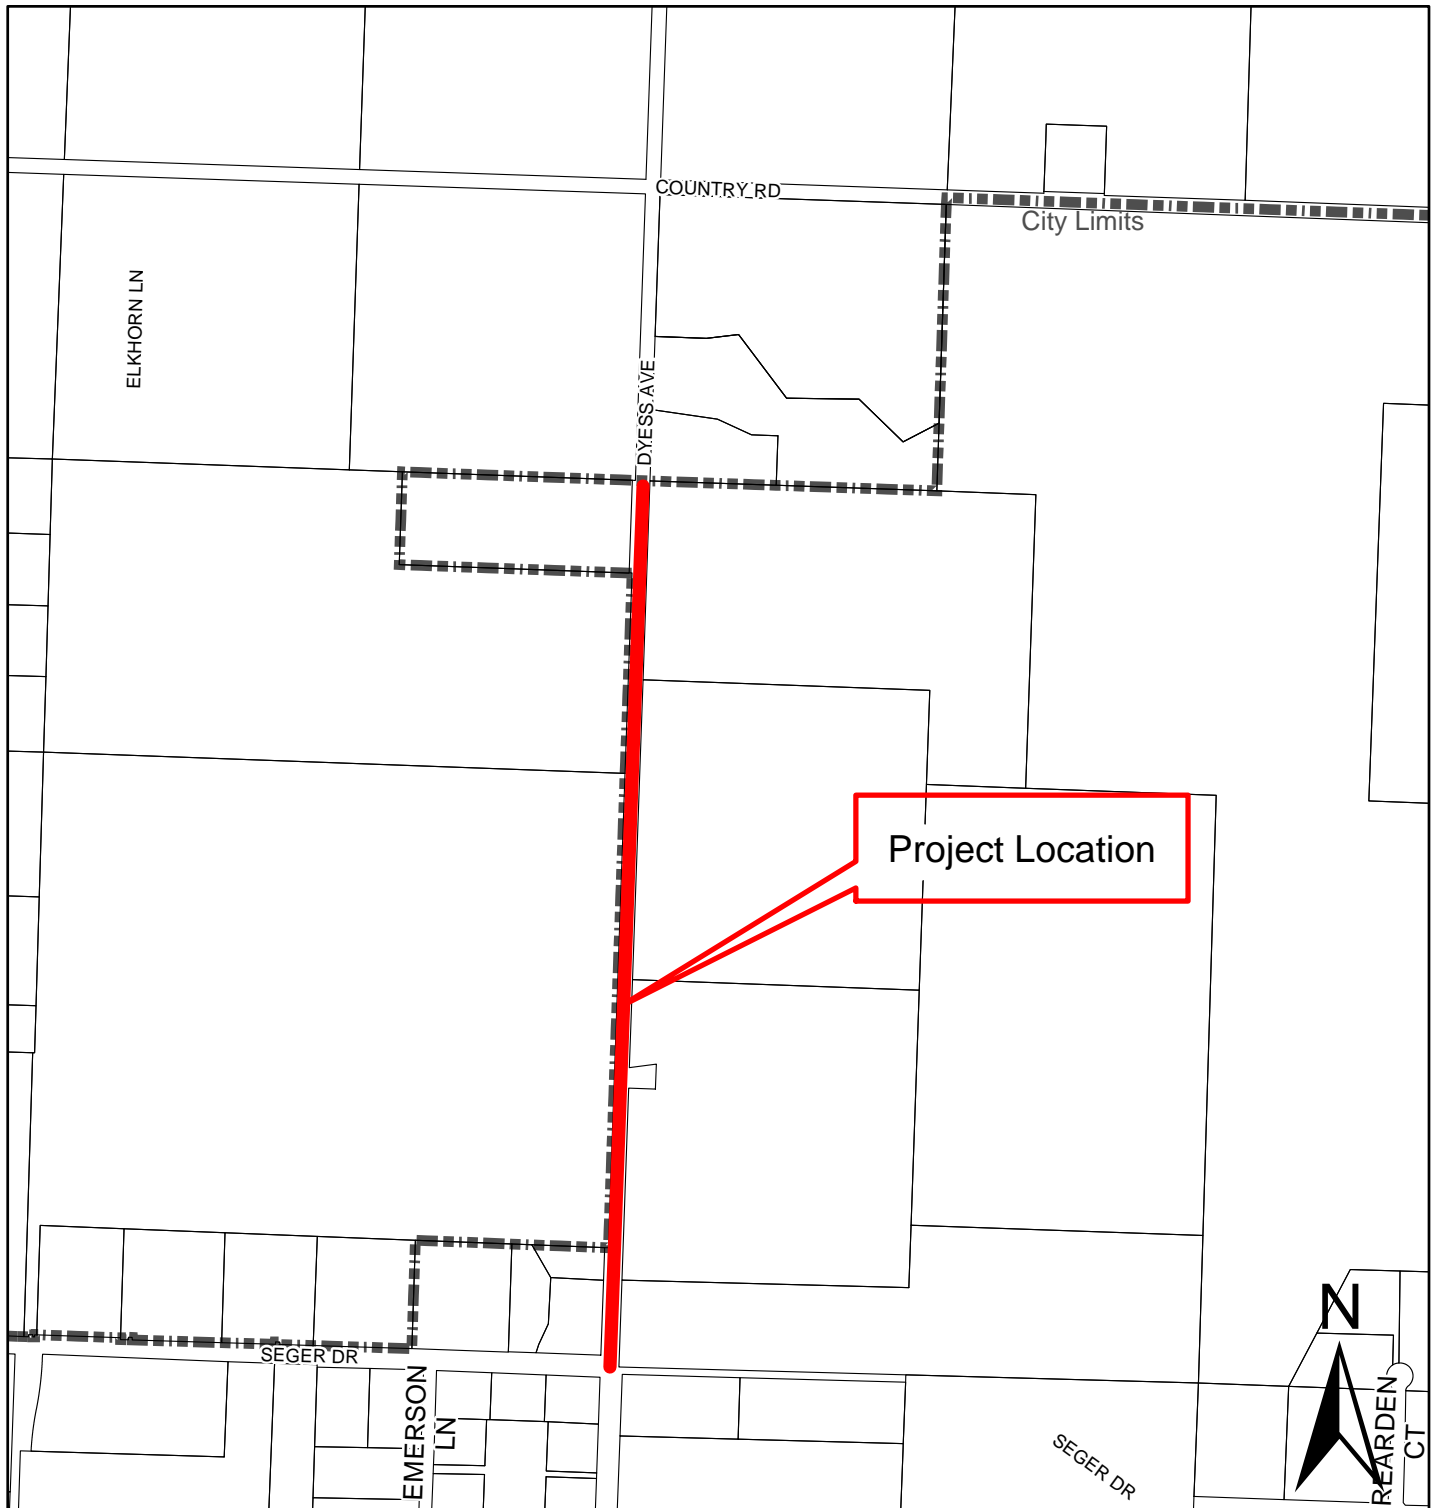 COUNTRY RD
City Limits
ELKHORN LN
DYESS AVE
Project Location
N
SEGER DR
EMERSON
LN
SEGER DR
REARDEN
CT